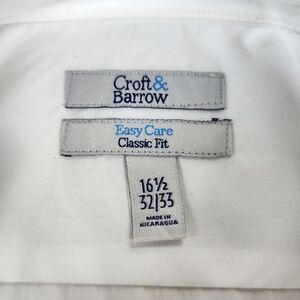 Croft&
Barrow
Easy Care
Classic Fit
16½
32|33
MADE IN
NICARAGUA